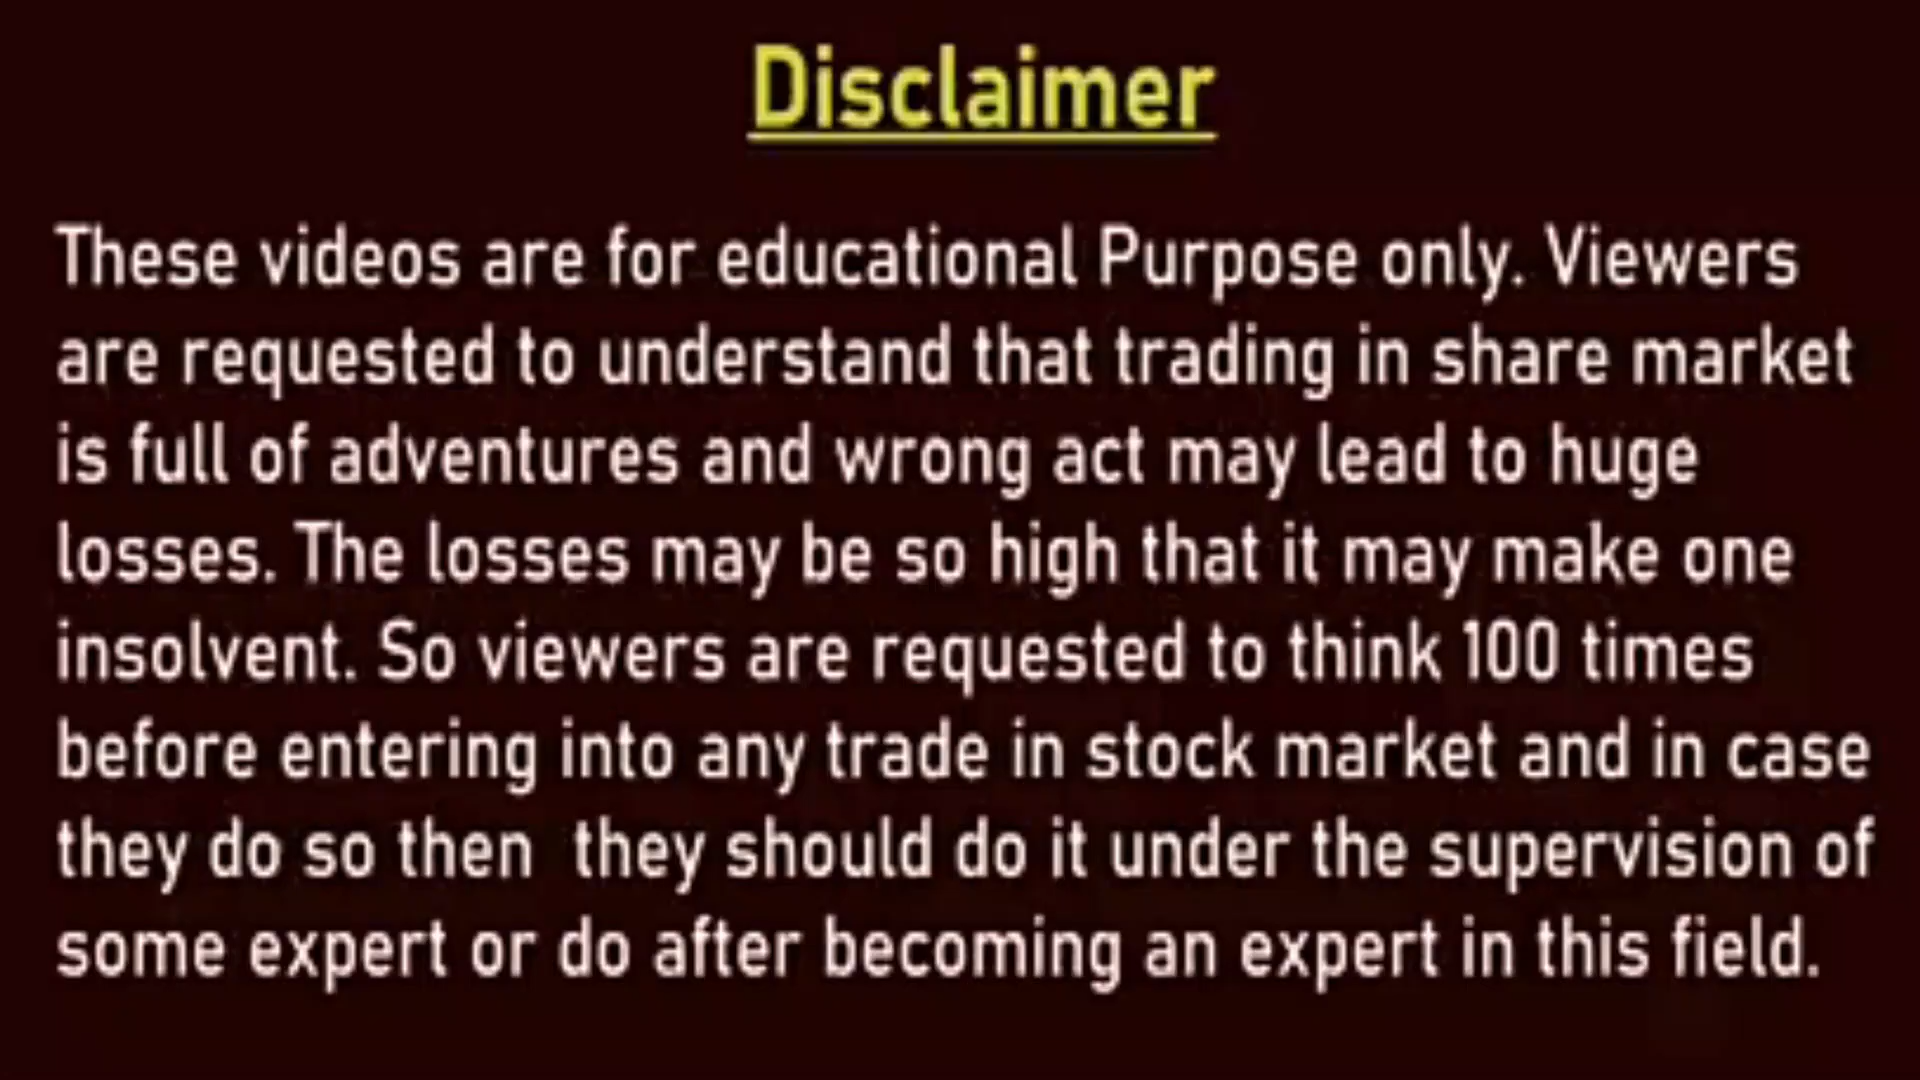 Disclaimer
These videos are for educational Purpose only. Viewers
are requested to understand that trading in share market
is full of adventures and wrong act may lead to huge
losses. The losses may be so high that it may make one
insolvent. So viewers are requested to think 100 times
before entering into any trade in stock market and in case
they do so then  they should do it under the supervision of
some expert or do after becoming an expert in this field.